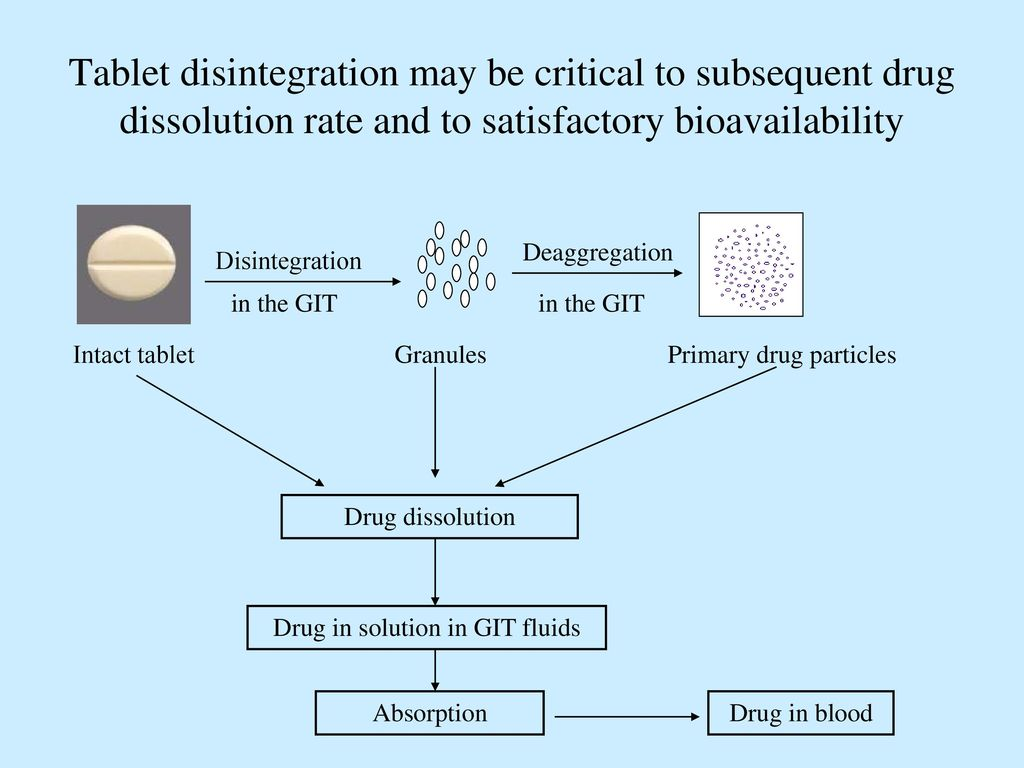 Tablet disintegration may be critical to subsequent drug
dissolution rate and to satisfactory bioavailability
Disintegration
in the GIT
Deaggregation
in the GIT
Intact tablet
Granules
Primary drug particles
Drug dissolution
Drug in solution in GIT fluids
Absorption
Drug in blood